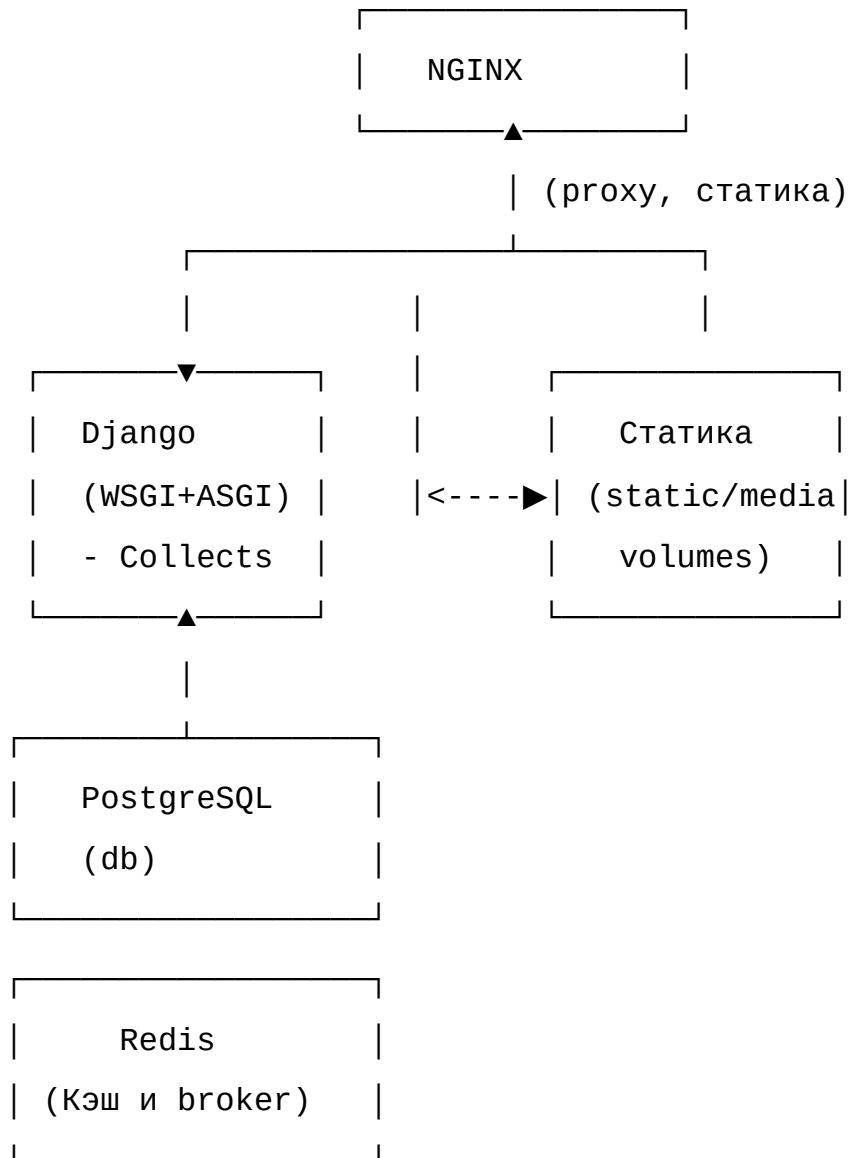 NGINX
(proxy, статика)
Django
Статика
(WSGI+ASGI)
<---- (static/media
- Collects
volumes)
PostgreSQL
(db)
Redis
(Кэш и broker)